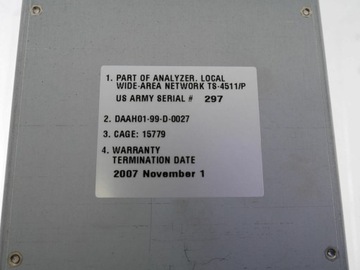 1. PART OF ANALYZER, LOCAL
WIDE-AREA NETWORK TS-4511/P
US ARMY SERIAL # 297
2. DAAH01-99-D-0027
3. CAGE: 15779
4. WARRANTY
TERMINATION DATE
2007 November 1